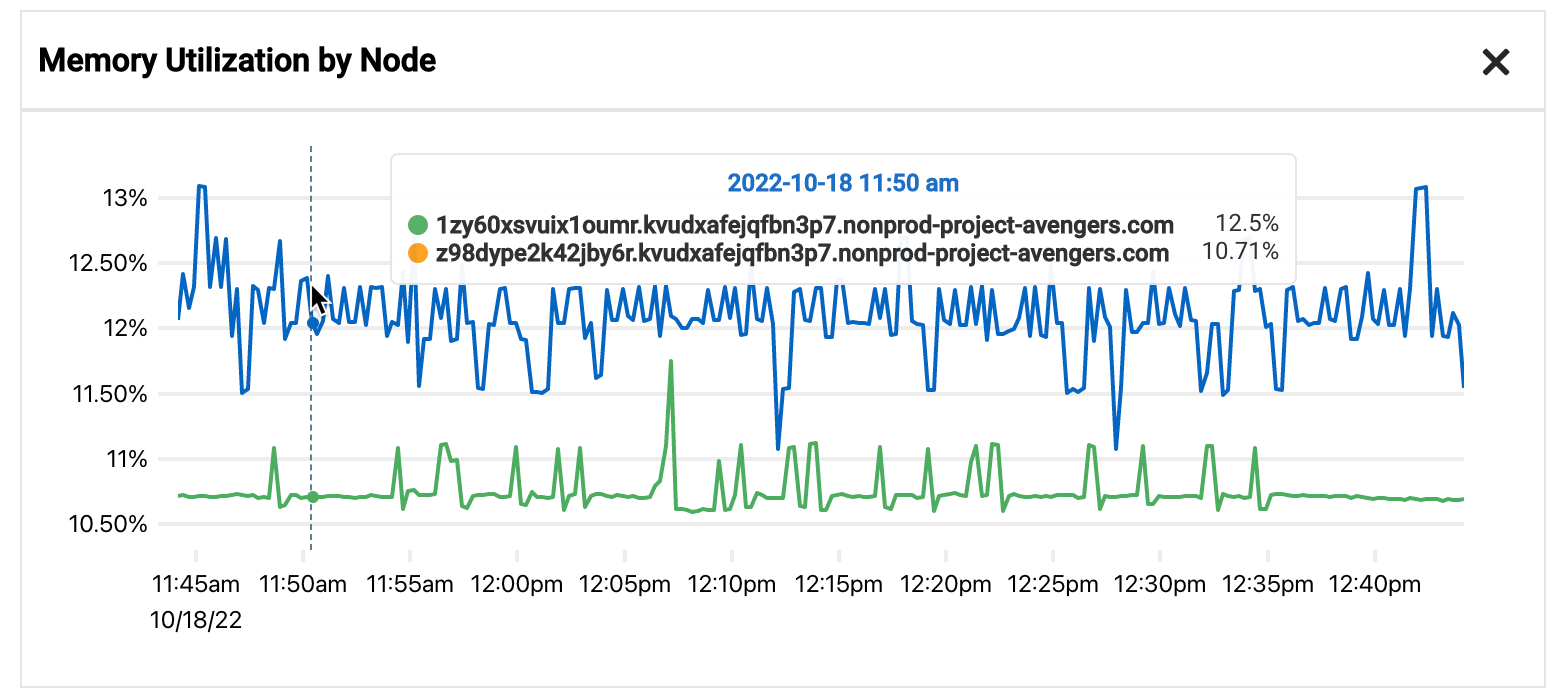 Memory Utilization by Node
2022-10-18 11:50 am
1zy60xsvuix1oumr.kvudxafejqfbn3p7.nonprod-project-avengers.com 12.5%
z98dype2k42jby6r.kvudxafejqfbn3p7.nonprod-project-avengers.com 10.71%
13%
12.50%
12%
11.50%
11%
10.50%
11:45am 11:50am 11:55am 12:00pm 12:05pm 12:10pm 12:15pm 12:20pm 12:25pm 12:30pm 12:35pm 12:40pm
10/18/22